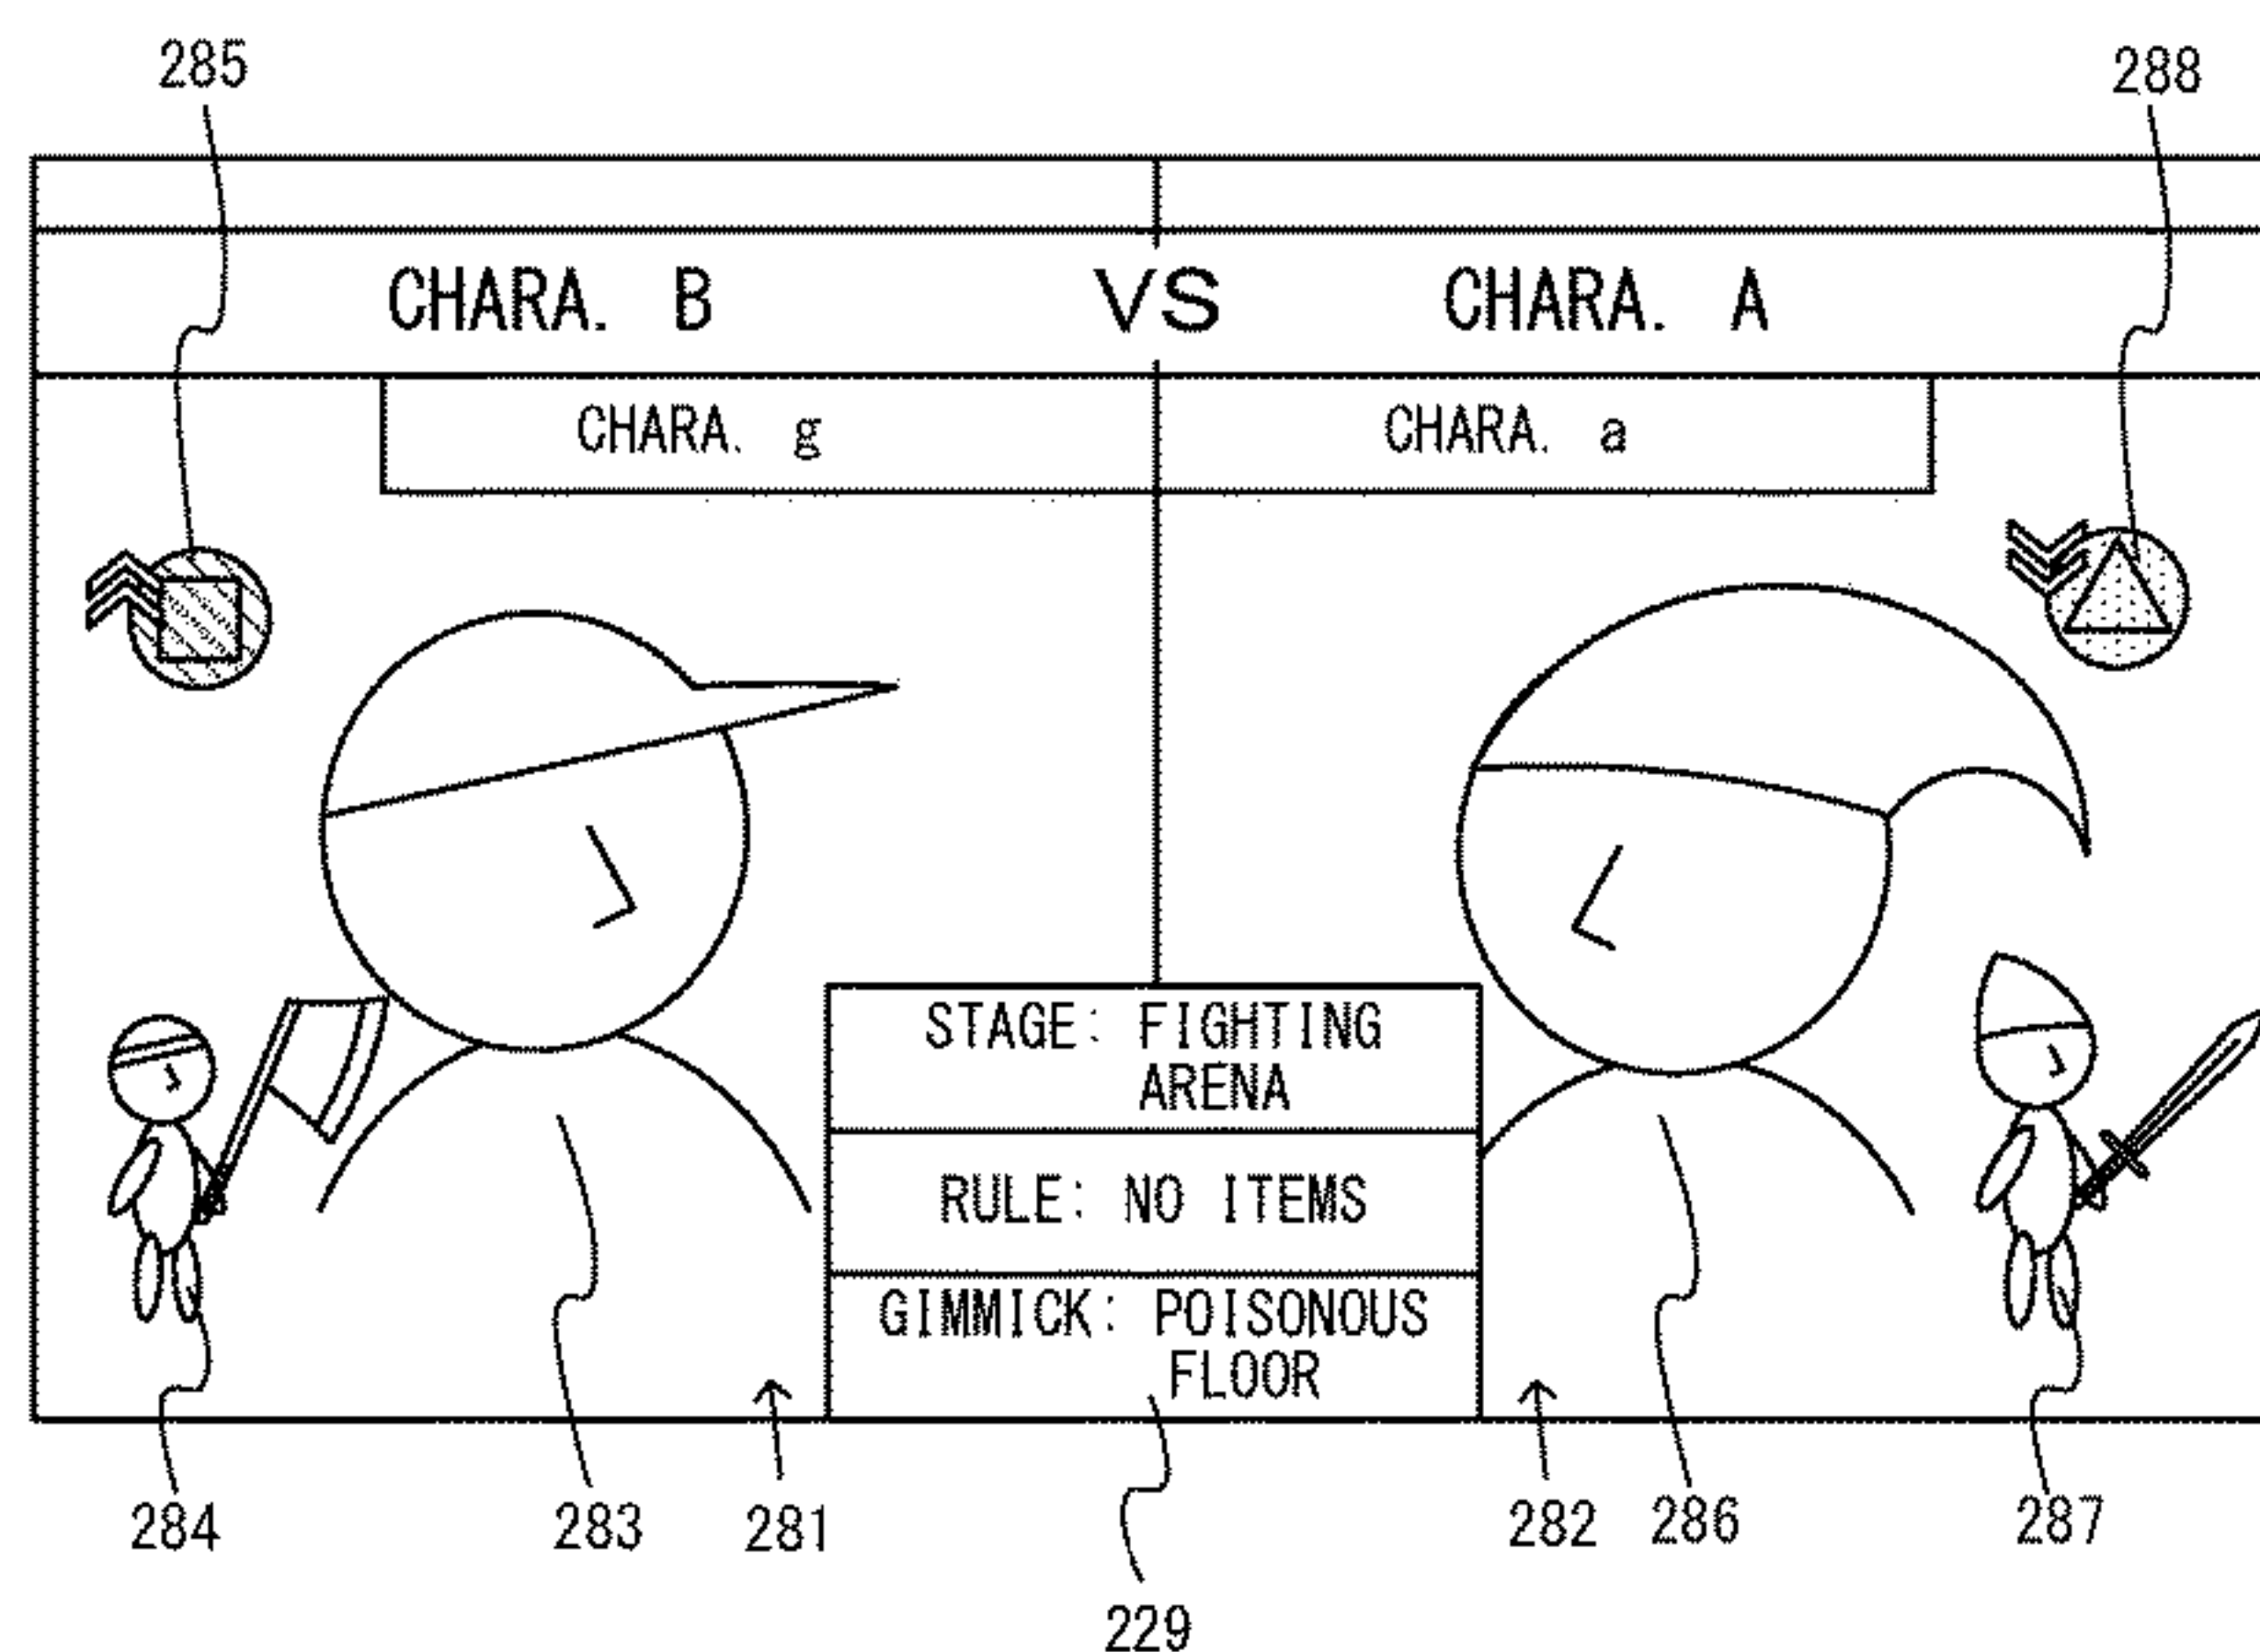 285
288
CHARA. B
VS
CHARA. A
CHARA. g
CHARA. a
STAGE: FIGHTING
ARENA
RULE: NO ITEMS
GIMMICK: POISONOUS
FLOOR
284
283
281
282
286
287
229